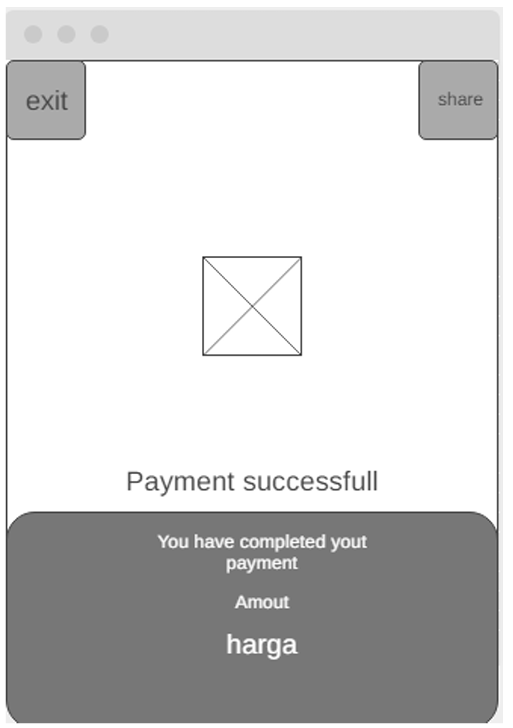 exit
share
Payment successfull
You have completed yout
payment
Amout
harga